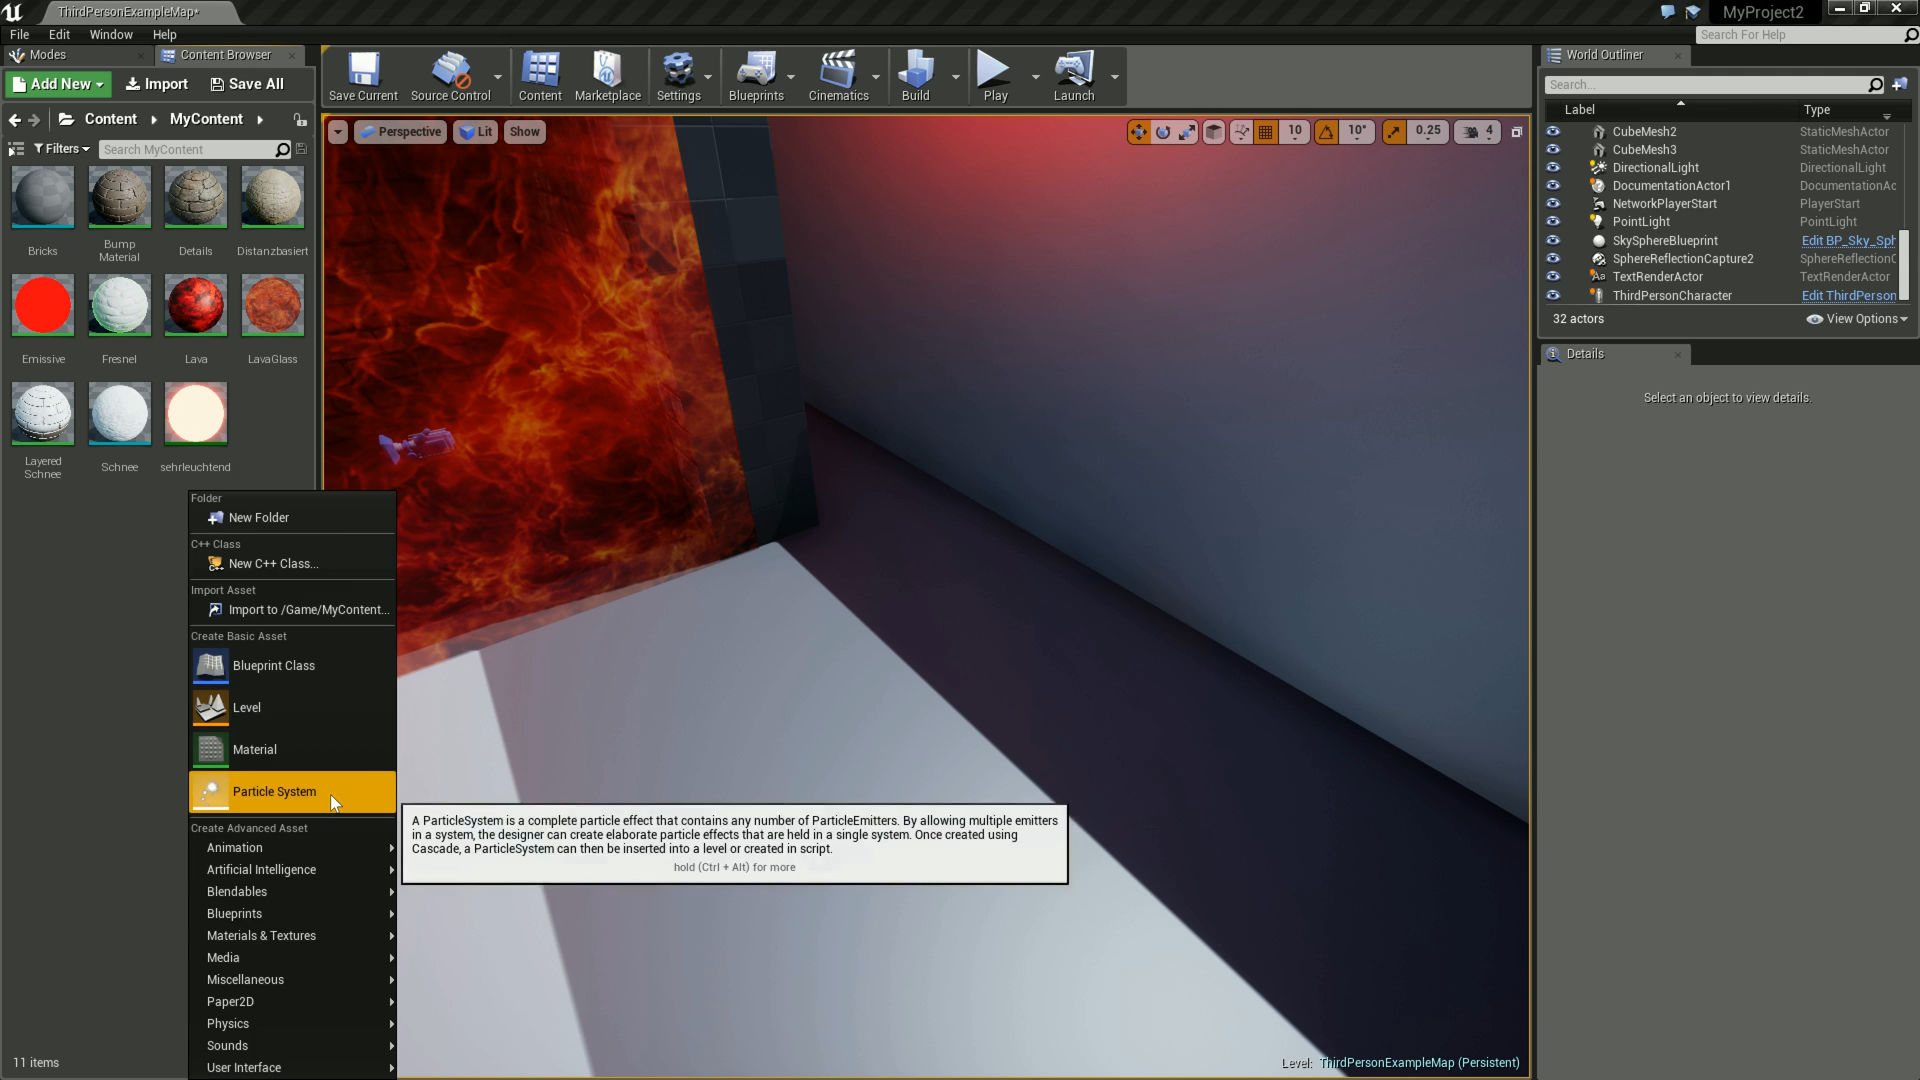 ThirdPersonExampleMap*
MyProject2
File Edit Window Help
Search For Help
Modes
Content Browser
Add New
Import
Save All
Content
MyContent
Filters
Search MyContent
Bricks
Bump
Material
Details
Distanzbasiert
Emissive
Fresnel
Lava
LavaGlass
Layered
Schnee
Schnee
sehrleuchtend
11 items
Save Current
Source Control
Content
Marketplace
Settings
Blueprints
Cinematics
Build
Play
Launch
Perspective
Lit
Show
10
10°
0.25
4
Folder
New Folder
C++ Class
New C++ Class...
Import Asset
Import to /Game/MyContent...
Create Basic Asset
Blueprint Class
Level
Material
Particle System
Create Advanced Asset
Animation
Artificial Intelligence
Blendables
Blueprints
Materials & Textures
Media
Miscellaneous
Paper2D
Physics
Sounds
User Interface
A ParticleSystem is a complete particle effect that contains any number of ParticleEmitters. By allowing multiple emitters
in a system, the designer can create elaborate particle effects that are held in a single system. Once created using
Cascade, a ParticleSystem can then be inserted into a level or created in script.
hold (Ctrl + Alt) for more
Level: ThirdPersonExampleMap (Persistent)
World Outliner
Search...
Label Type
CubeMesh2 StaticMeshActor
CubeMesh3 StaticMeshActor
DirectionalLight DirectionalLight
DocumentationActor1 DocumentationAc
NetworkPlayerStart PlayerStart
PointLight PointLight
SkySphereBlueprint Edit BP_Sky_Sph
SphereReflectionCapture2 SphereReflectionC
TextRenderActor TextRenderActor
ThirdPersonCharacter Edit ThirdPerson
32 actors
View Options
Details
Select an object to view details.